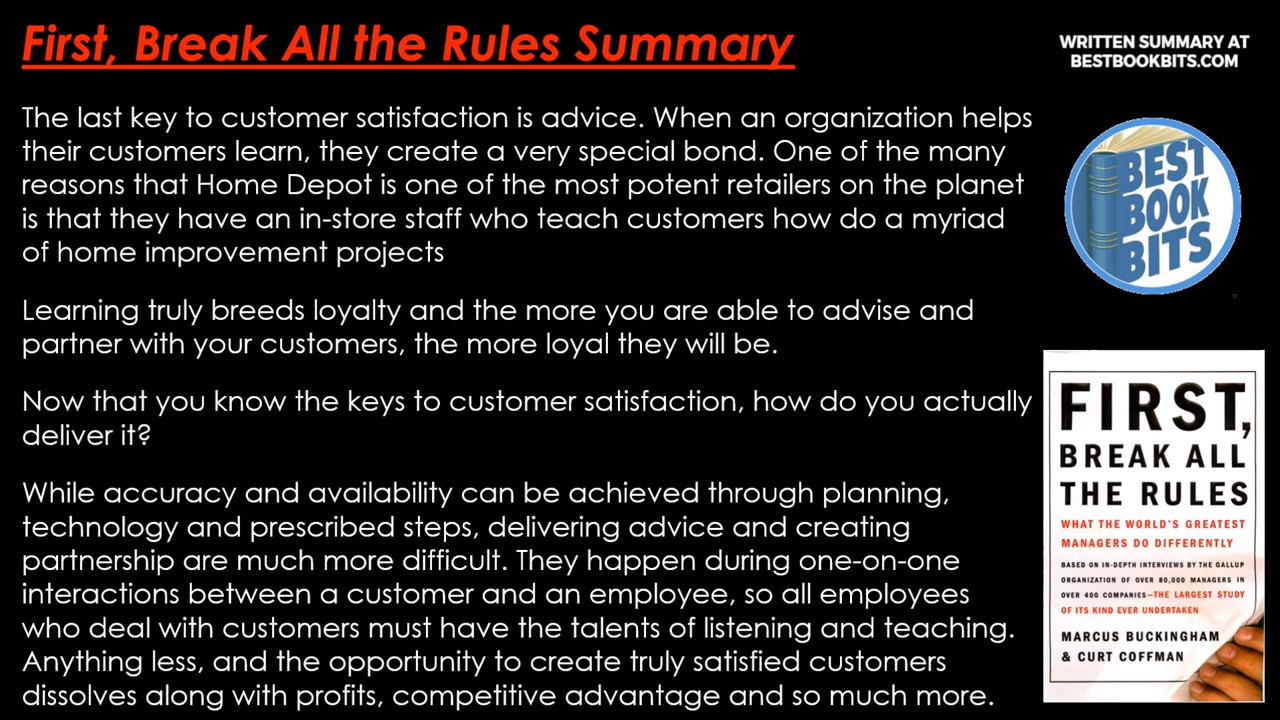 First, Break All the Rules Summary
WRITTEN SUMMARY AT
BESTBOOKBITS.COM
The last key to customer satisfaction is advice. When an organization helps
their customers learn, they create a very special bond. One of the many
reasons that Home Depot is one of the most potent retailers on the planet
is that they have an in-store staff who teach customers how do a myriad
of home improvement projects
Learning truly breeds loyalty and the more you are able to advise and
partner with your customers, the more loyal they will be.
Now that you know the keys to customer satisfaction, how do you actually
deliver it?
While accuracy and availability can be achieved through planning,
technology and prescribed steps, delivering advice and creating
partnership are much more difficult. They happen during one-on-one
interactions between a customer and an employee, so all employees
who deal with customers must have the talents of listening and teaching.
Anything less, and the opportunity to create truly satisfied customers
dissolves along with profits, competitive advantage and so much more.
BEST
BOOK
BITS
FIRST,
BREAK ALL
THE RULES
WHAT THE WORLD'S GREATEST
MANAGERS DO DIFFERENTLY
BASED ON IN-DEPTH INTERVIEWS BY THE GALLUP
ORGANIZATION OF OVER 80,000 MANAGERS IN
OVER 400 COMPANIES—THE LARGEST STUDY
OF ITS KIND EVER UNDERTAKEN
MARCUS BUCKINGHAM
& CURT COFFMAN